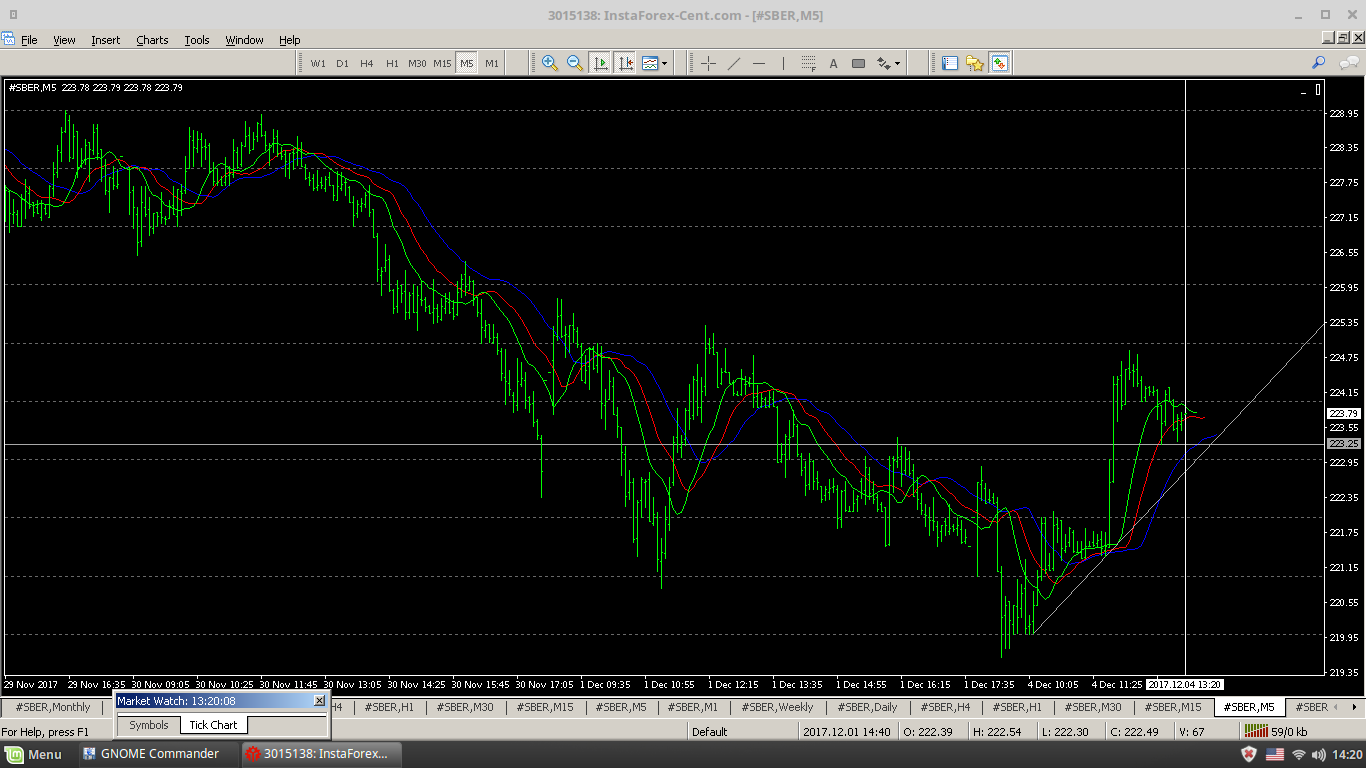 3015138: InstaForex-Cent.com - [#SBER,M5]
File View Insert Charts Tools Window Help
W1 D1 H4 H1 M30 M15 M5 M1
A
#SBER,M5 223.78 223.79 223.78 223.79
228.95
228.35
227.75
227.15
226.55
225.95
225.35
224.75
224.15
223.79
223.55
223.25
222.95
222.35
221.75
221.15
220.55
219.95
219.35
29 Nov 2017 29 Nov 16:35 30 Nov 09:05 30 Nov 10:25 30 Nov 11:45 30 Nov 13:05 30 Nov 14:25 30 Nov 15:45 30 Nov 17:05 1 Dec 09:35 1 Dec 10:55 1 Dec 12:15 1 Dec 13:35 1 Dec 14:55 1 Dec 16:15 1 Dec 17:35 4 Dec 10:05 4 Dec 11:25 2017.12.04 13:20
Market Watch: 13:20:08
Symbols Tick Chart
#SBER,Monthly H4 #SBER,H1 #SBER,M30 #SBER,M15 #SBER,M5 #SBER,M1 #SBER,Weekly #SBER,Daily #SBER,H4 #SBER,H1 #SBER,M30 #SBER,M15 #SBER,M5 #SBER
For Help, press F1 Default 2017.12.01 14:40 O: 222.39 H: 222.54 L: 222.30 C: 222.49 V: 67 59/0 kb
Menu GNOME Commander 3015138: InstaForex... 14:20